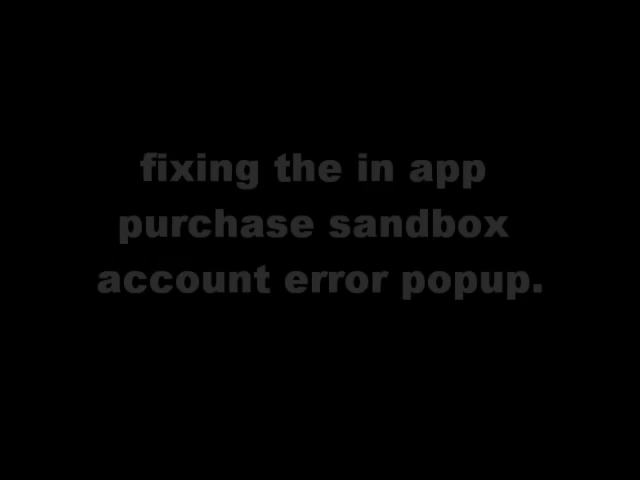 fixing the in app
purchase sandbox
account error popup.